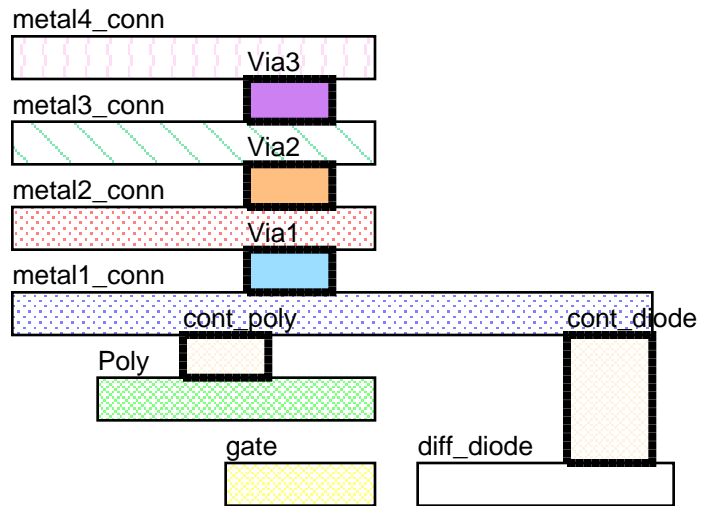 metal4_conn
Via3
metal3_conn
Via2
metal2_conn
Via1
metal1_conn
cont_poly
cont_diode
Poly
gate
diff_diode